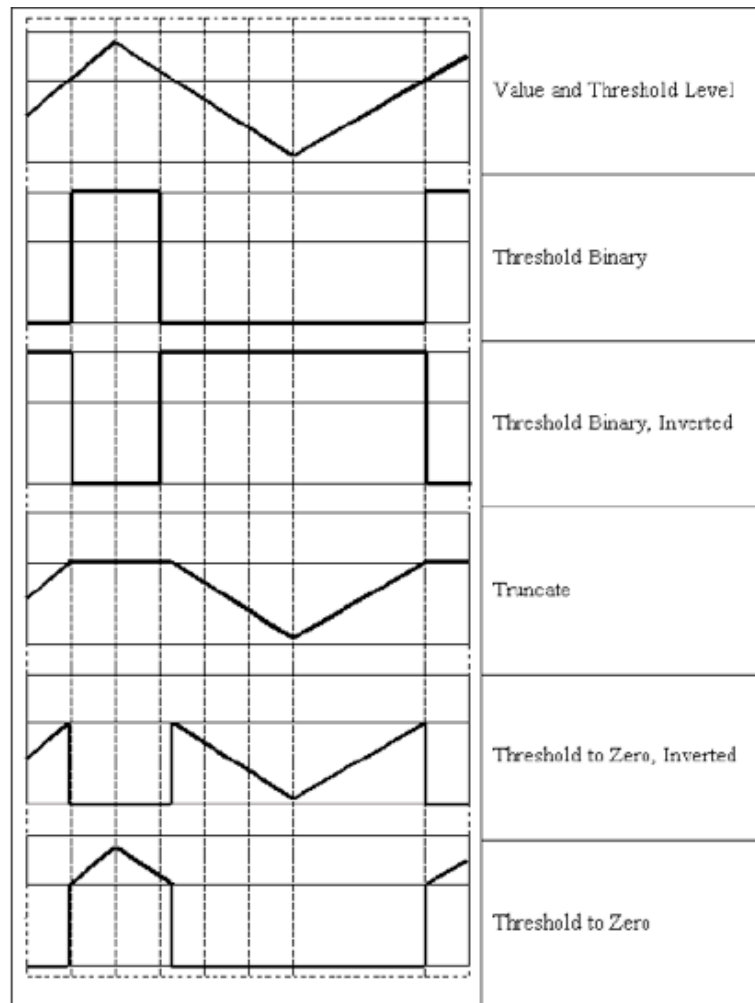 Value and Threshold Level
Threshold Binary
Threshold Binary, Inverted
Truncate
Threshold to Zero, Inverted
Threshold to Zero